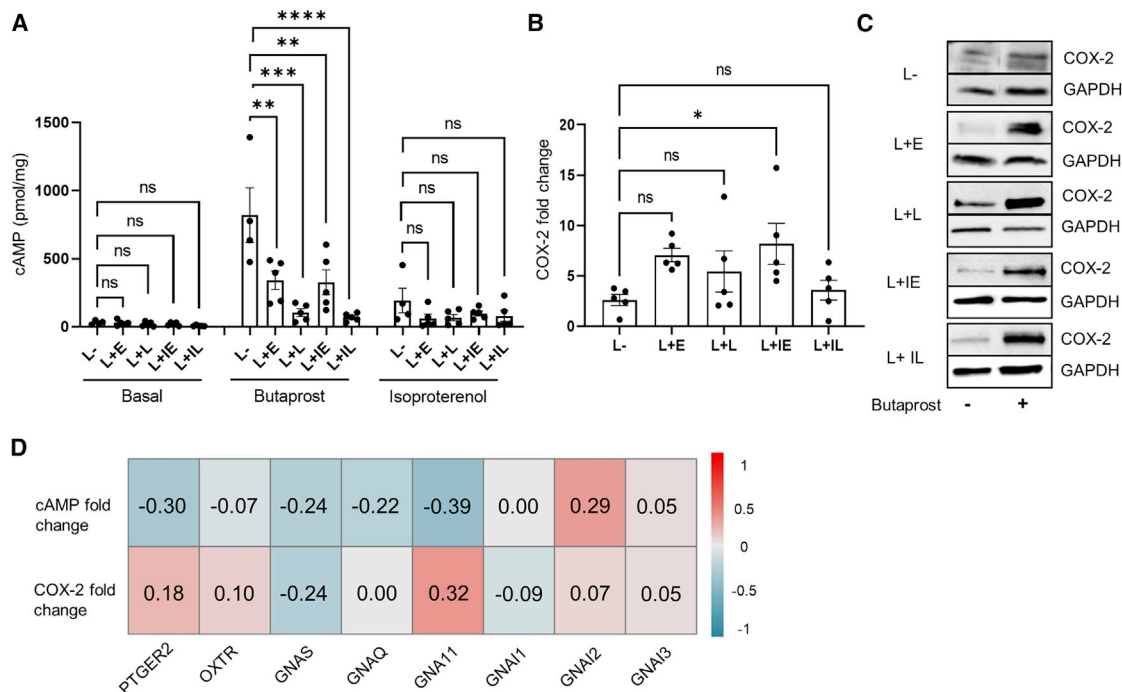 A
****
**
***
**
ns
ns
ns
ns
ns
ns
ns
ns
cAMP (pmol/mg)
1500
1000
500
0
L- L+E L+L L+IE L+IL L- L+E L+L L+IE L+IL L- L+E L+L L+IE L+IL
Basal Butaprost Isoproterenol
B
ns
*
ns
ns
COX-2 fold change
20
15
10
5
0
L- L+E L+L L+IE L+IL
C
L-
COX-2
GAPDH
L+E
COX-2
GAPDH
L+L
COX-2
GAPDH
L+IE
COX-2
GAPDH
L+ IL
COX-2
GAPDH
Butaprost - +
D
cAMP fold
change
-0.30 -0.07 -0.24 -0.22 -0.39 0.00 0.29 0.05
COX-2 fold
change
0.18 0.10 -0.24 0.00 0.32 -0.09 0.07 0.05
PTGER2 OXTR GNAS GNAQ GNA11 GNAI1 GNAI2 GNAI3
1
0.5
0
-0.5
-1